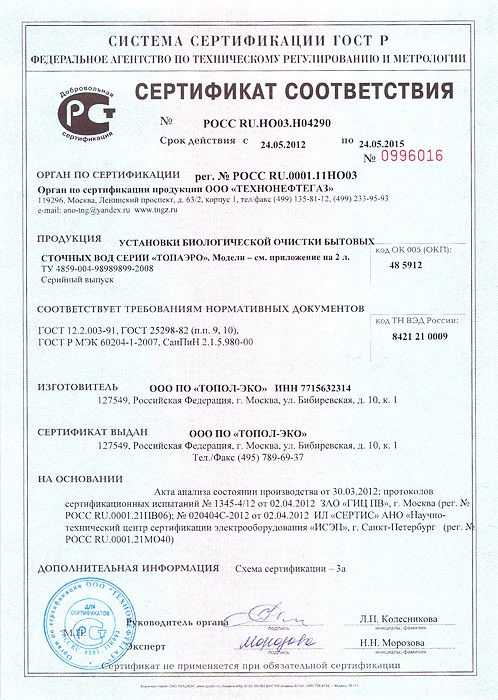 СИСТЕМА СЕРТИФИКАЦИИ ГОСТ Р
ФЕДЕРАЛЬНОЕ АГЕНТСТВО ПО ТЕХНИЧЕСКОМУ РЕГУЛИРОВАНИЮ И МЕТРОЛОГИИ
Добровольная
РСТ
сертификация
СЕРТИФИКАТ СООТВЕТСТВИЯ
№ РОСС RU.НО03.Н04290
Срок действия с 24.05.2012 по 24.05.2015
№ 0996016
ОРГАН ПО СЕРТИФИКАЦИИ рег. № РОСС RU.0001.11НО03
Орган по сертификации продукции ООО «ТЕХНОНЕФТЕГАЗ»
119296, Москва, Ленинский проспект, д. 63/2, корпус 1, тел/факс (499) 135-81-12, (499) 233-95-93
e-mail: ano-tng@yandex.ru www.tngz.ru
ПРОДУКЦИЯ УСТАНОВКИ БИОЛОГИЧЕСКОЙ ОЧИСТКИ БЫТОВЫХ
СТОЧНЫХ ВОД СЕРИИ «ТОПАЭРО». Модели – см. приложение на 2 л.
ТУ 4859-004-98989899-2008
Серийный выпуск
код ОК 005 (ОКП):
48 5912
СООТВЕТСТВУЕТ ТРЕБОВАНИЯМ НОРМАТИВНЫХ ДОКУМЕНТОВ
ГОСТ 12.2.003-91, ГОСТ 25298-82 (п.п. 9, 10),
ГОСТ Р МЭК 60204-1-2007, СанПиН 2.1.5.980-00
код ТН ВЭД России:
8421 21 0009
ИЗГОТОВИТЕЛЬ ООО ПО «ТОПОЛ-ЭКО» ИНН 7715632314
127549, Российская Федерация, г. Москва, ул. Бибиревская, д. 10, к. 1
СЕРТИФИКАТ ВЫДАН ООО ПО «ТОПОЛ-ЭКО»
127549, Российская Федерация, г. Москва, ул. Бибиревская, д. 10, к. 1
Тел./Факс (495) 789-69-37
НА ОСНОВАНИИ
Акта анализа состояния производства от 30.03.2012; протоколов
сертификационных испытаний № 1345-4/12 от 02.04.2012 ЗАО «ГИЦ ПВ», г. Москва (рег. №
РОСС RU.0001.21ПВ06); № 020404С-2012 от 02.04.2012 ИЛ «СЕРТИС» АНО «Научно-
технический центр сертификации электрооборудования «ИСЭП», г. Санкт-Петербург (рег. №
РОСС RU.0001.21МО40)
ДОПОЛНИТЕЛЬНАЯ ИНФОРМАЦИЯ Схема сертификации – 3а
Орган по сертификации ООО "ТЕХНОНЕФТЕГАЗ"
ДЛЯ СЕРТИФИКАТОВ
РСТ
М.П.
Руководитель органа
подпись
Л.П. Колесникова
инициалы, фамилия
Эксперт
Морозова
подпись
Н.Н. Морозова
инициалы, фамилия
Сертификат не применяется при обязательной сертификации